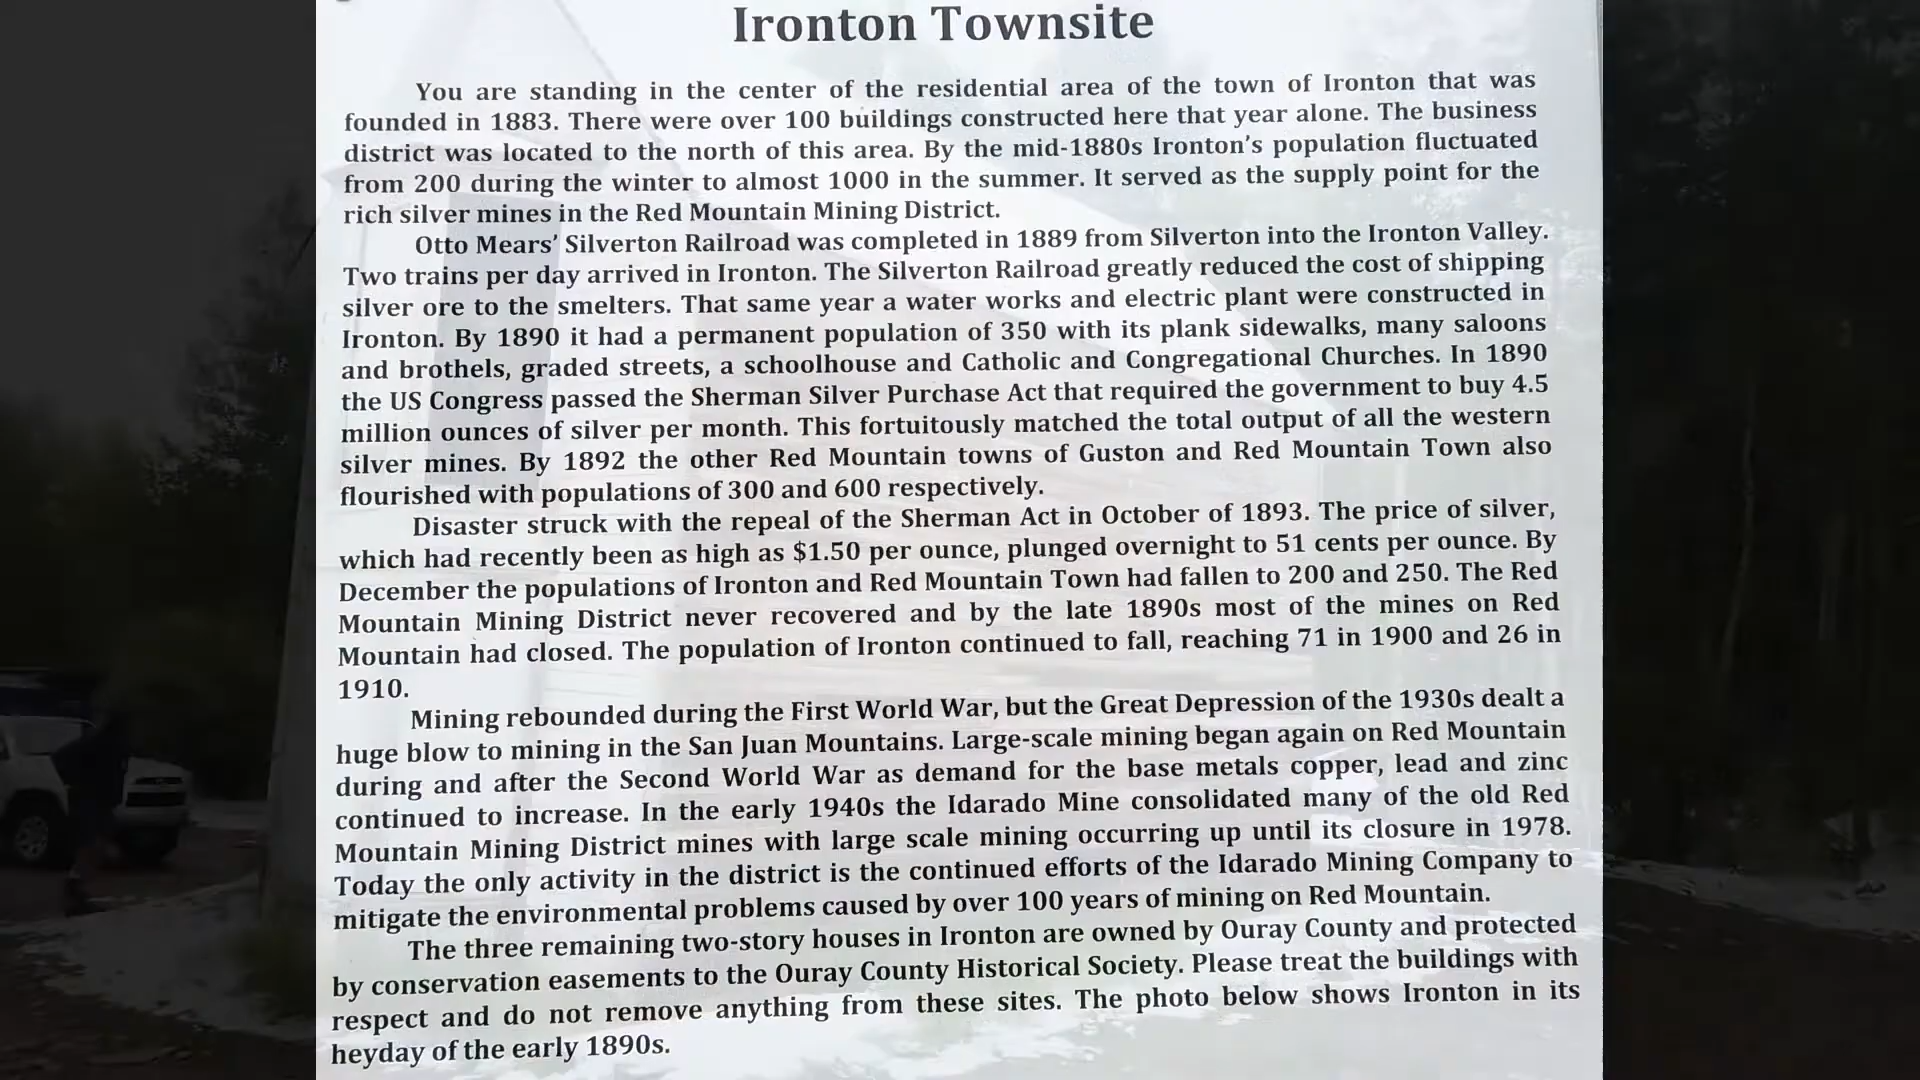 Ironton Townsite
You are standing in the center of the residential area of the town of Ironton that was
founded in 1883. There were over 100 buildings constructed here that year alone. The business
district was located to the north of this area. By the mid-1880s Ironton's population fluctuated
from 200 during the winter to almost 1000 in the summer. It served as the supply point for the
rich silver mines in the Red Mountain Mining District.
Otto Mears' Silverton Railroad was completed in 1889 from Silverton into the Ironton Valley.
Two trains per day arrived in Ironton. The Silverton Railroad greatly reduced the cost of shipping
silver ore to the smelters. That same year a water works and electric plant were constructed in
Ironton. By 1890 it had a permanent population of 350 with its plank sidewalks, many saloons
and brothels, graded streets, a schoolhouse and Catholic and Congregational Churches. In 1890
the US Congress passed the Sherman Silver Purchase Act that required the government to buy 4.5
million ounces of silver per month. This fortuitously matched the total output of all the western
silver mines. By 1892 the other Red Mountain towns of Guston and Red Mountain Town also
flourished with populations of 300 and 600 respectively.
Disaster struck with the repeal of the Sherman Act in October of 1893. The price of silver,
which had recently been as high as $1.50 per ounce, plunged overnight to 51 cents per ounce. By
December the populations of Ironton and Red Mountain Town had fallen to 200 and 250. The Red
Mountain Mining District never recovered and by the late 1890s most of the mines on Red
Mountain had closed. The population of Ironton continued to fall, reaching 71 in 1900 and 26 in
1910.
Mining rebounded during the First World War, but the Great Depression of the 1930s dealt a
huge blow to mining in the San Juan Mountains. Large-scale mining began again on Red Mountain
during and after the Second World War as demand for the base metals copper, lead and zinc
continued to increase. In the early 1940s the Idarado Mine consolidated many of the old Red
Mountain Mining District mines with large scale mining occurring up until its closure in 1978.
Today the only activity in the district is the continued efforts of the Idarado Mining Company to
mitigate the environmental problems caused by over 100 years of mining on Red Mountain.
The three remaining two-story houses in Ironton are owned by Ouray County and protected
by conservation easements to the Ouray County Historical Society. Please treat the buildings with
respect and do not remove anything from these sites. The photo below shows Ironton in its
heyday of the early 1890s.